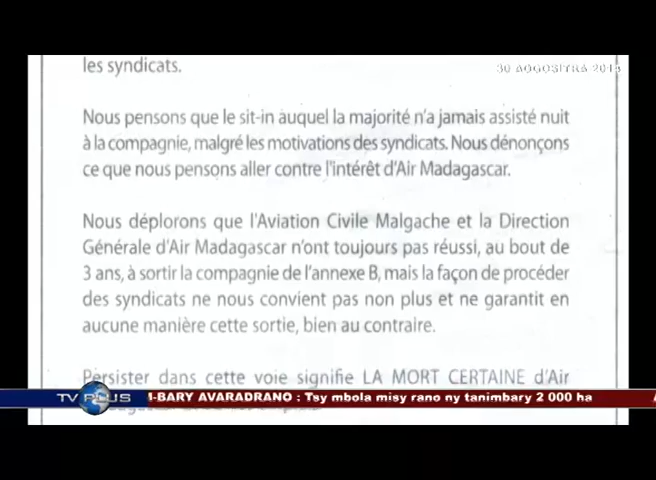 les syndicats.
30 AOGOSITRA 2014
Nous pensons que le sit-in auquel la majorité n'a jamais assisté nuit
à la compagnie, malgré les motivations des syndicats. Nous dénonçons
ce que nous pensons aller contre l'intérêt d'Air Madagascar.
Nous déplorons que l'Aviation Civile Malgache et la Direction
Générale d'Air Madagascar n'ont toujours pas réussi, au bout de
3 ans, à sortir la compagnie de l'annexe B, mais la façon de procéder
des syndicats ne nous convient pas non plus et ne garantit en
aucune manière cette sortie, bien au contraire.
Persister dans cette voie signifie LA MORT CERTAINE d'Air
TV PLUS
M-BARY AVARADRANO : Tsy mbola misy rano ny tanimbary 2 000 ha